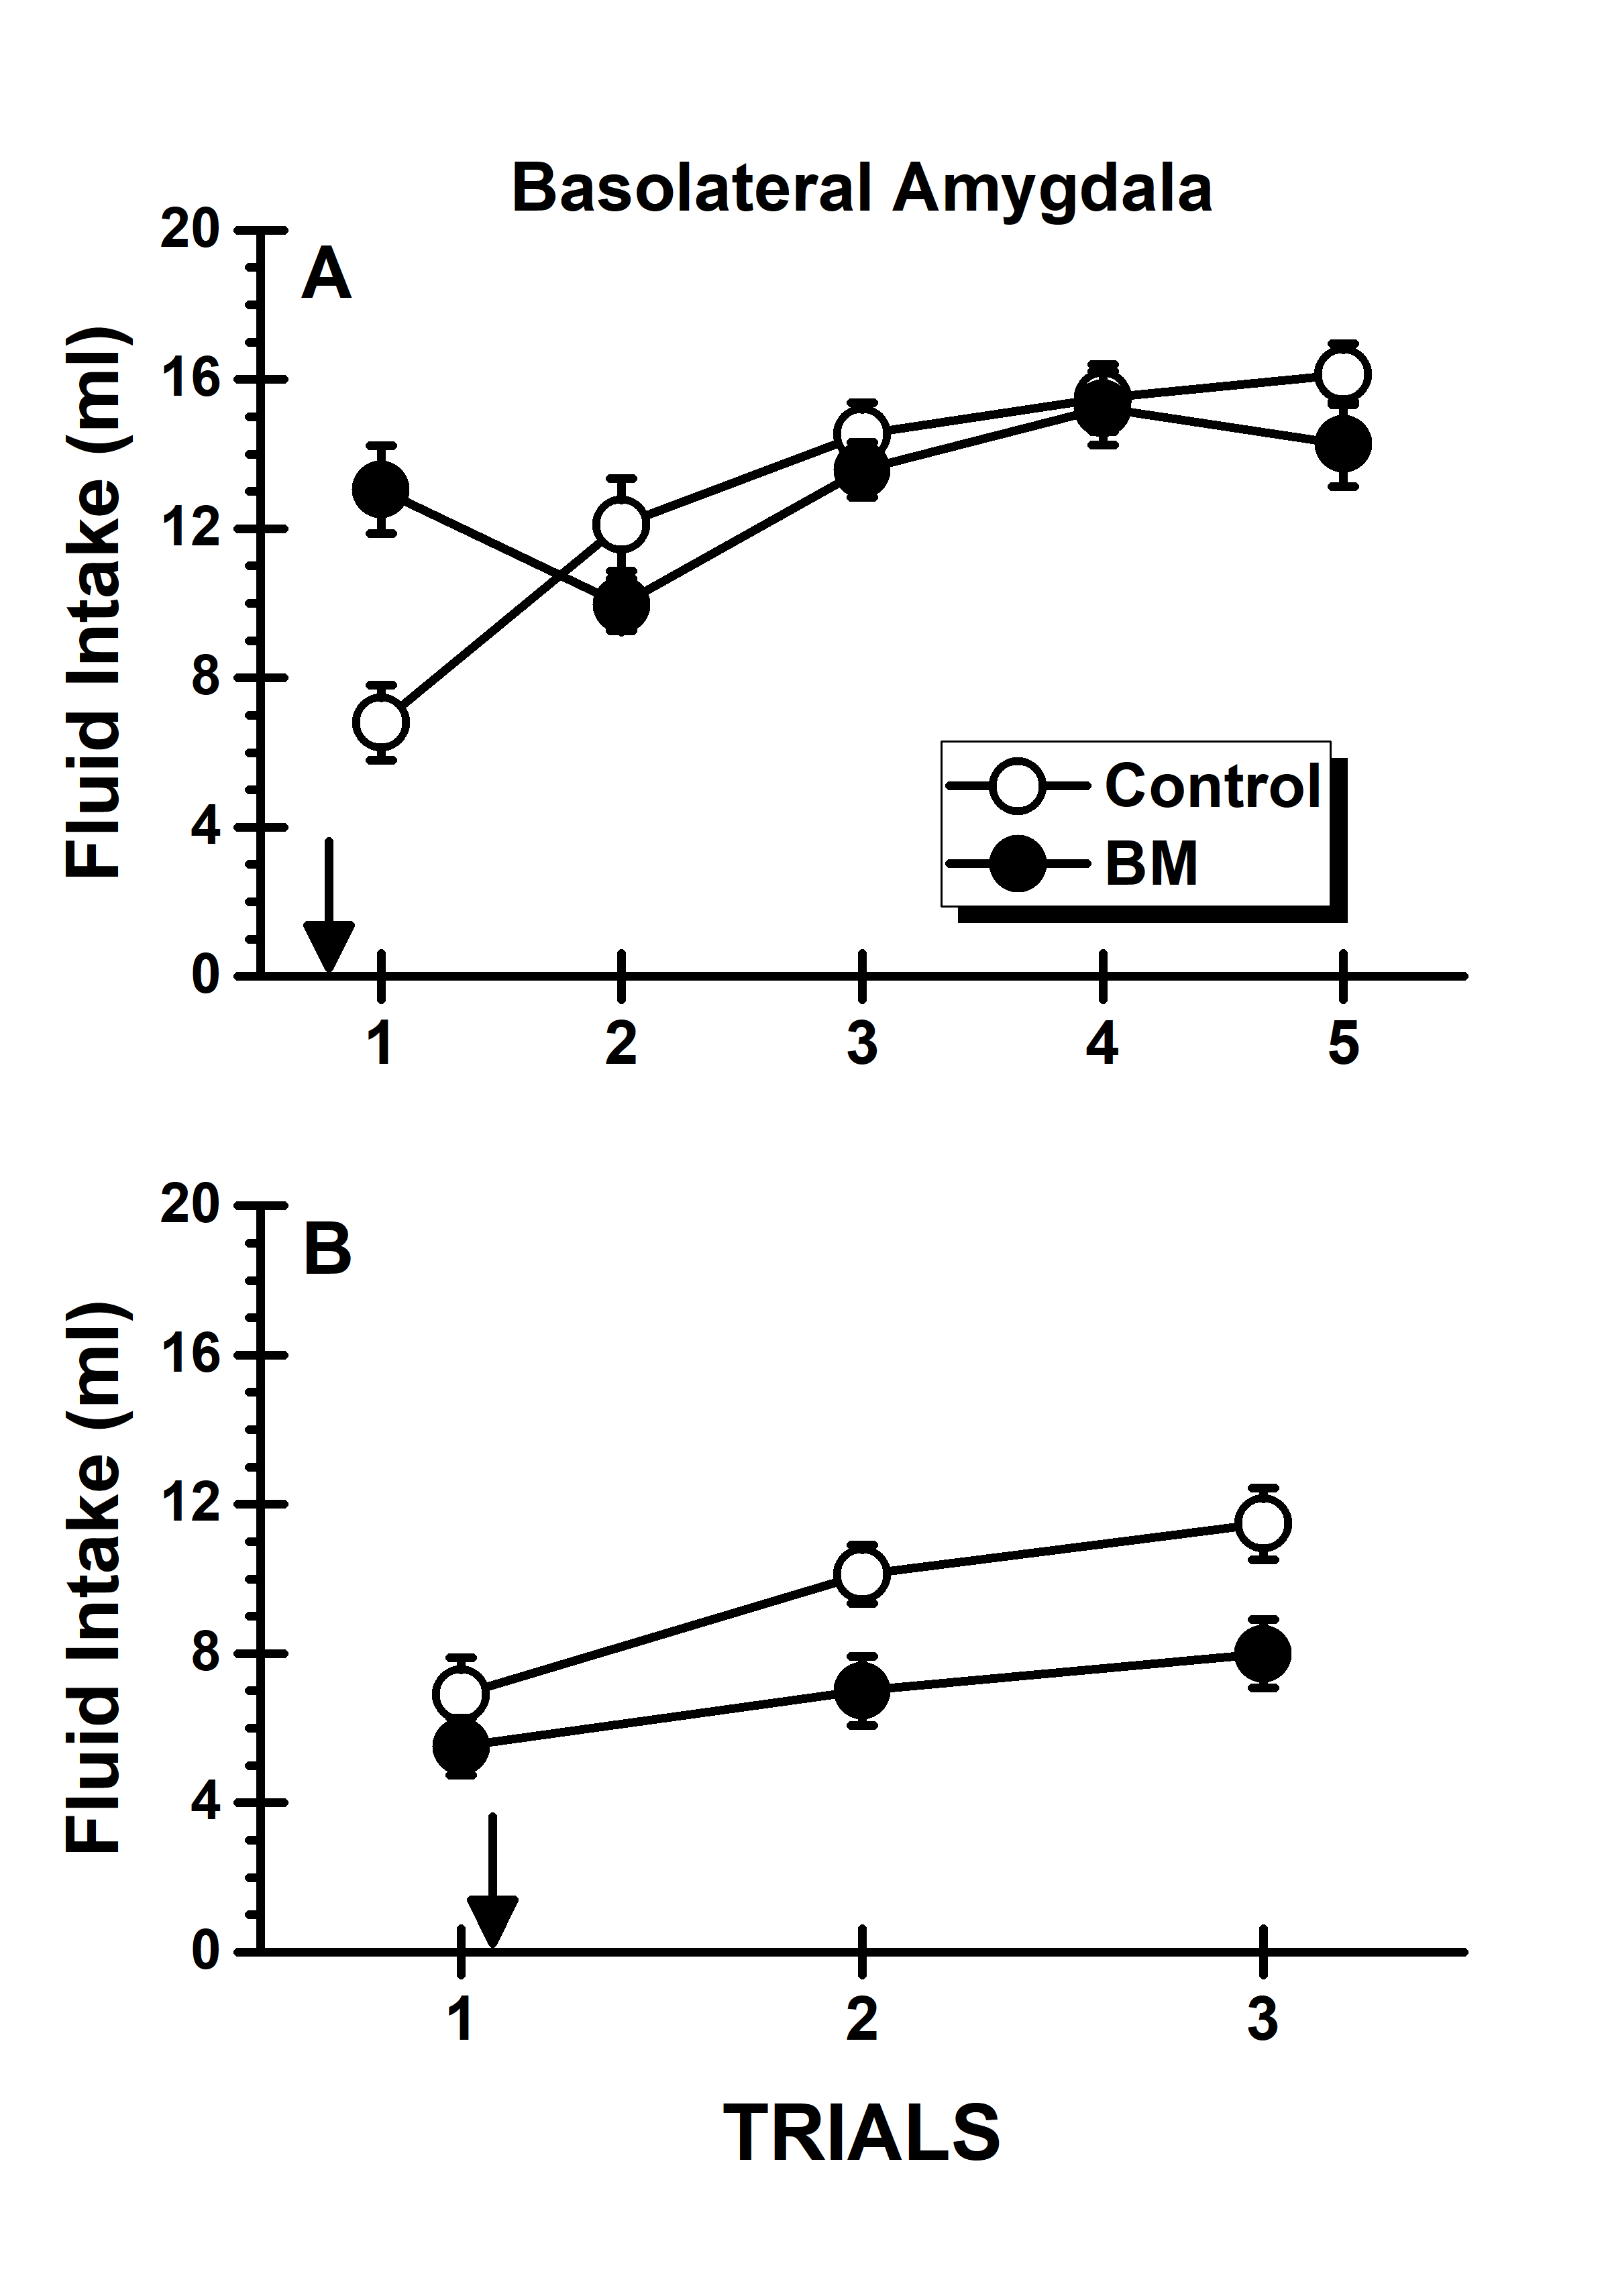 Basolateral Amygdala
A
Fluid Intake (ml)
20
16
12
8
4
0
Control
BM
1 2 3 4 5
B
Fluid Intake (ml)
20
16
12
8
4
0
1 2 3
TRIALS